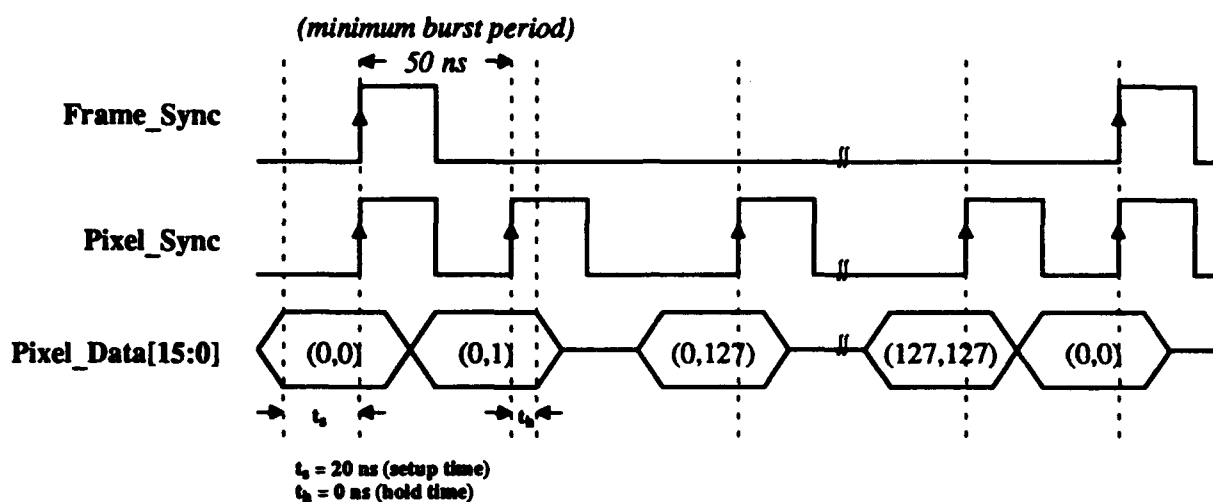 (minimum burst period)
50 ns
Frame_Sync
Pixel_Sync
Pixel_Data[15:0]
(0,0) (0,1) (0,127) (127,127) (0,0)
tₛ tₕ
tₛ = 20 ns (setup time)
tₕ = 0 ns (hold time)